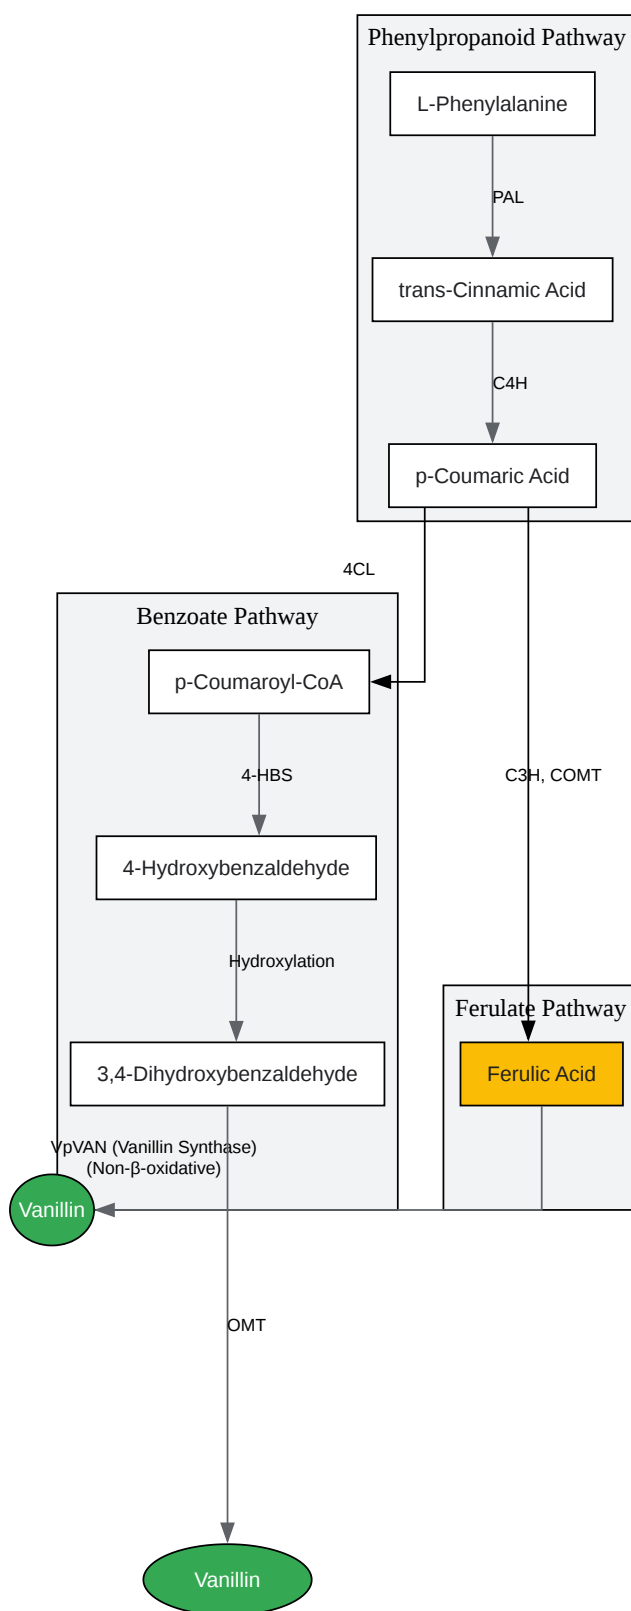 Phenylpropanoid Pathway
L-Phenylalanine
PAL
trans-Cinnamic Acid
C4H
p-Coumaric Acid
4CL
Benzoate Pathway
p-Coumaroyl-CoA
4-HBS
C3H, COMT
4-Hydroxybenzaldehyde
Hydroxylation
Ferulate Pathway
3,4-Dihydroxybenzaldehyde
Ferulic Acid
VpVAN (Vanillin Synthase)
(Non-β-oxidative)
Vanillin
OMT
Vanillin